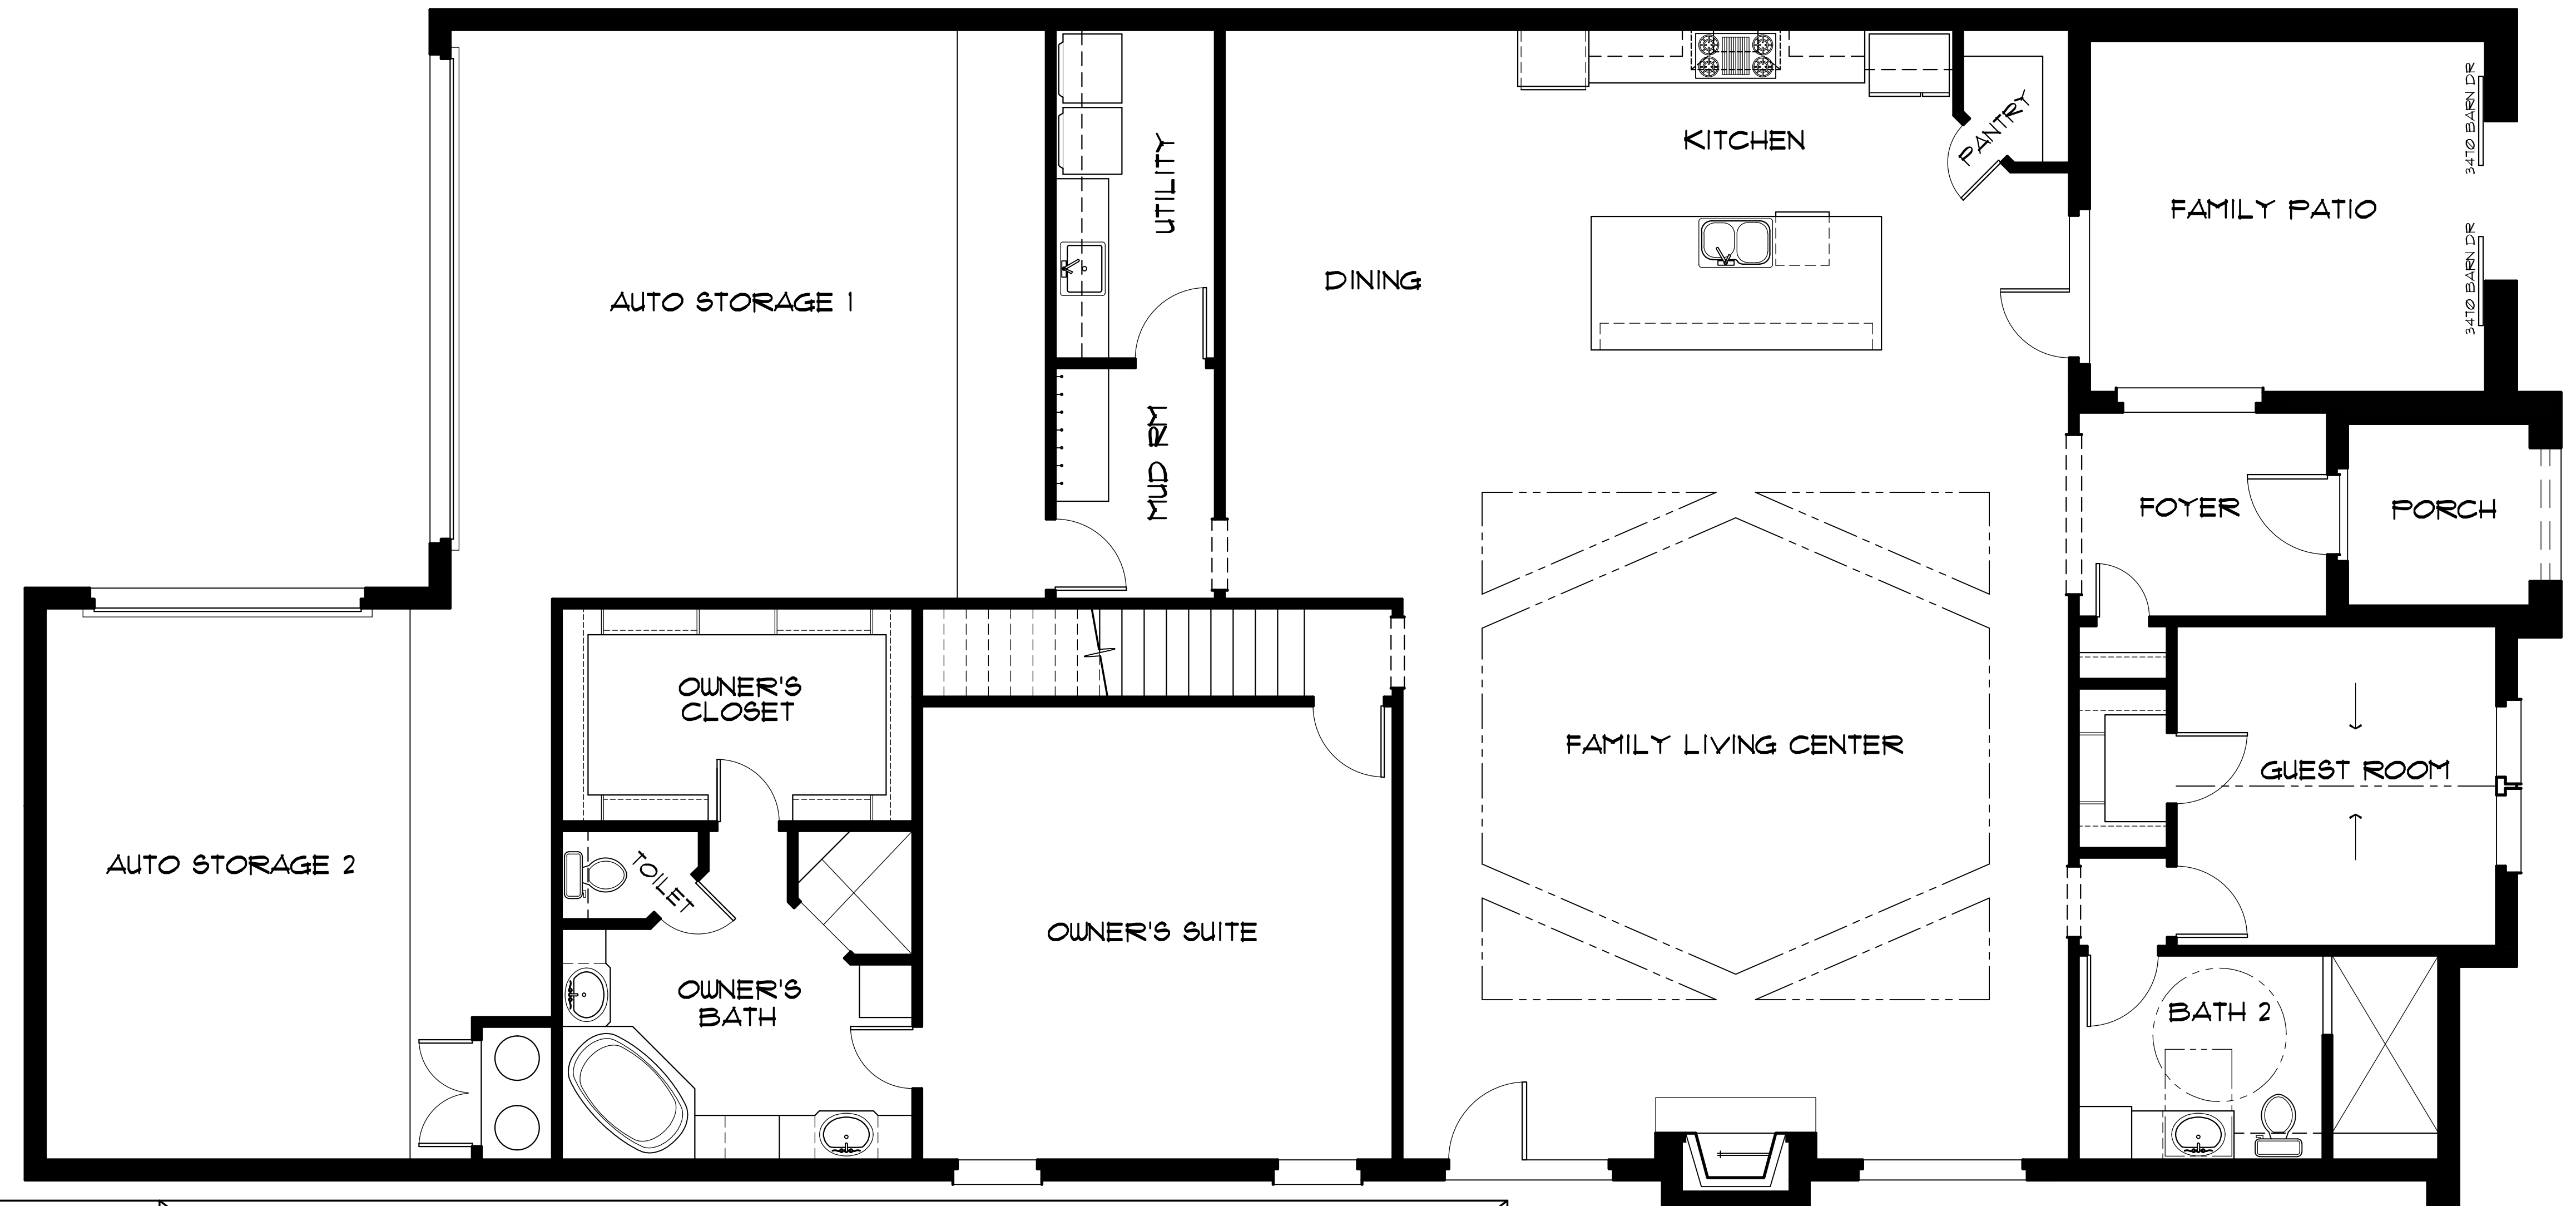 3470 BARN DR
PANTRY
KITCHEN
UTILITY
FAMILY PATIO
3470 BARN DR
DINING
AUTO STORAGE 1
MUD RM
FOYER
PORCH
OWNER'S
CLOSET
FAMILY LIVING CENTER
GUEST ROOM
AUTO STORAGE 2
TOILET
OWNER'S SUITE
OWNER'S
BATH
BATH 2